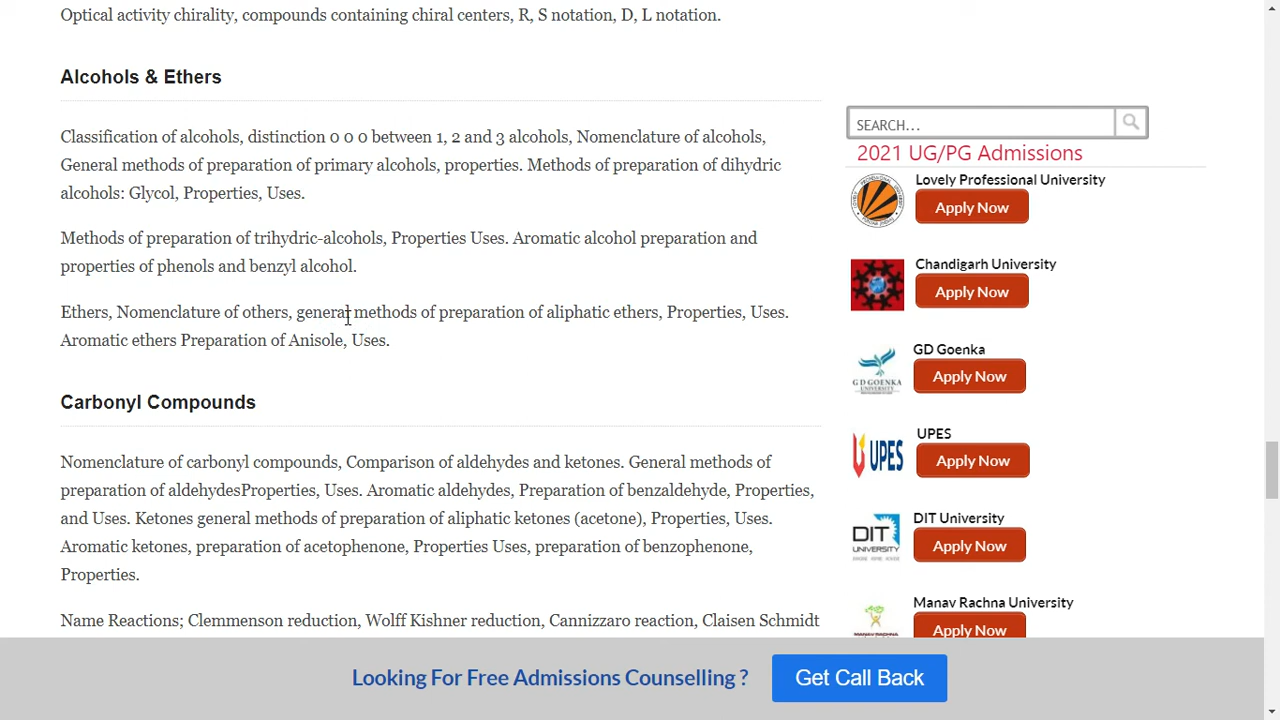 Optical activity chirality, compounds containing chiral centers, R, S notation, D, L notation.
Alcohols & Ethers
Classification of alcohols, distinction 0 0 0 between 1, 2 and 3 alcohols, Nomenclature of alcohols,
General methods of preparation of primary alcohols, properties. Methods of preparation of dihydric
alcohols: Glycol, Properties, Uses.
Methods of preparation of trihydric-alcohols, Properties Uses. Aromatic alcohol preparation and
properties of phenols and benzyl alcohol.
Ethers, Nomenclature of others, general methods of preparation of aliphatic ethers, Properties, Uses.
Aromatic ethers Preparation of Anisole, Uses.
Carbonyl Compounds
Nomenclature of carbonyl compounds, Comparison of aldehydes and ketones. General methods of
preparation of aldehydesProperties, Uses. Aromatic aldehydes, Preparation of benzaldehyde, Properties,
and Uses. Ketones general methods of preparation of aliphatic ketones (acetone), Properties, Uses.
Aromatic ketones, preparation of acetophenone, Properties Uses, preparation of benzophenone,
Properties.
Name Reactions; Clemmenson reduction, Wolff Kishner reduction, Cannizzaro reaction, Claisen Schmidt
SEARCH...
2021 UG/PG Admissions
Lovely Professional University
Apply Now
Chandigarh University
Apply Now
GD Goenka
GD GOENKA
UNIVERSITY
Apply Now
UPES
UPES
Apply Now
DIT University
DIT
UNIVERSITY
Apply Now
Manav Rachna University
MANAV RACHNA
Apply Now
Looking For Free Admissions Counselling ?
Get Call Back